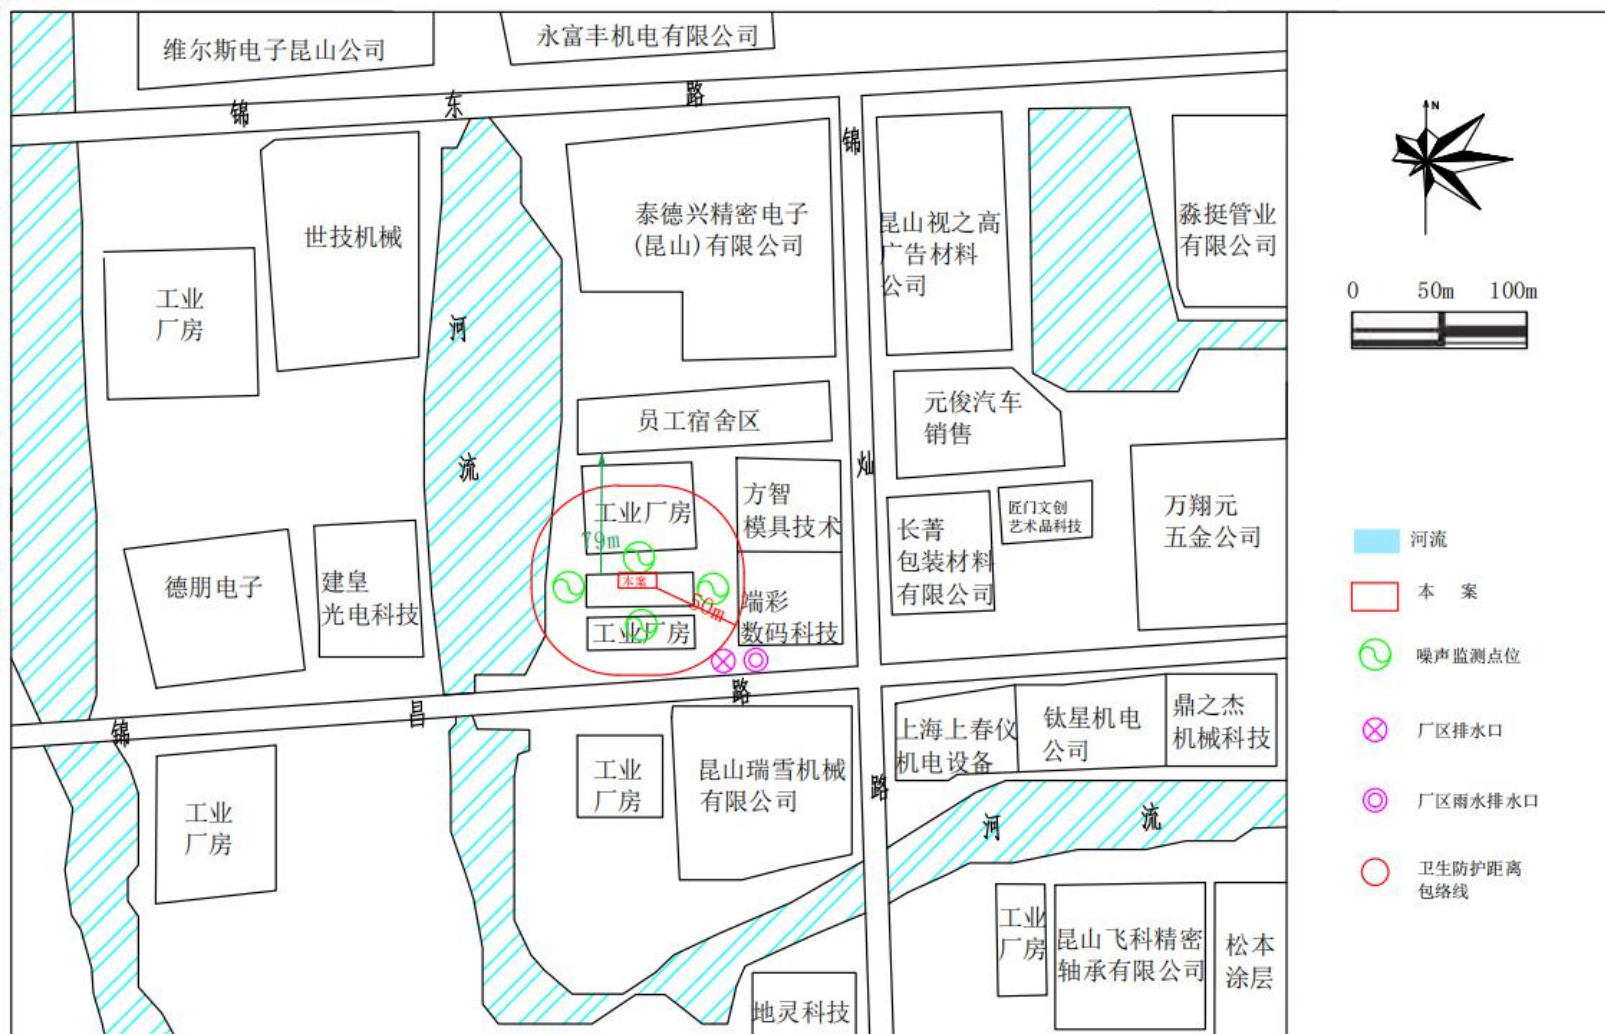 维尔斯电子昆山公司
永富丰机电有限公司
锦 东 路
N
世技机械
泰德兴精密电子
(昆山)有限公司
锦
昆山视之高
广告材料
公司
淼挺管业
有限公司
工业
厂房
河
流
0 50m 100m
员工宿舍区
元俊汽车
销售
灿
工业厂房
方智
模具技术
79m
长菁
包装材料
有限公司
匠门文创
艺术品科技
万翔元
五金公司
德朋电子
建皇
光电科技
本案
50m
端彩
数码科技
工业厂房
锦 昌 路
河流
本 案
噪声监测点位
厂区排水口
厂区雨水排水口
卫生防护距离
包络线
上海上春仪
机电设备
钛星机电
公司
鼎之杰
机械科技
工业
厂房
工业
厂房
昆山瑞雪机械
有限公司
路
河 流
工业
厂房
昆山飞科精密
轴承有限公司
松本
涂层
地灵科技